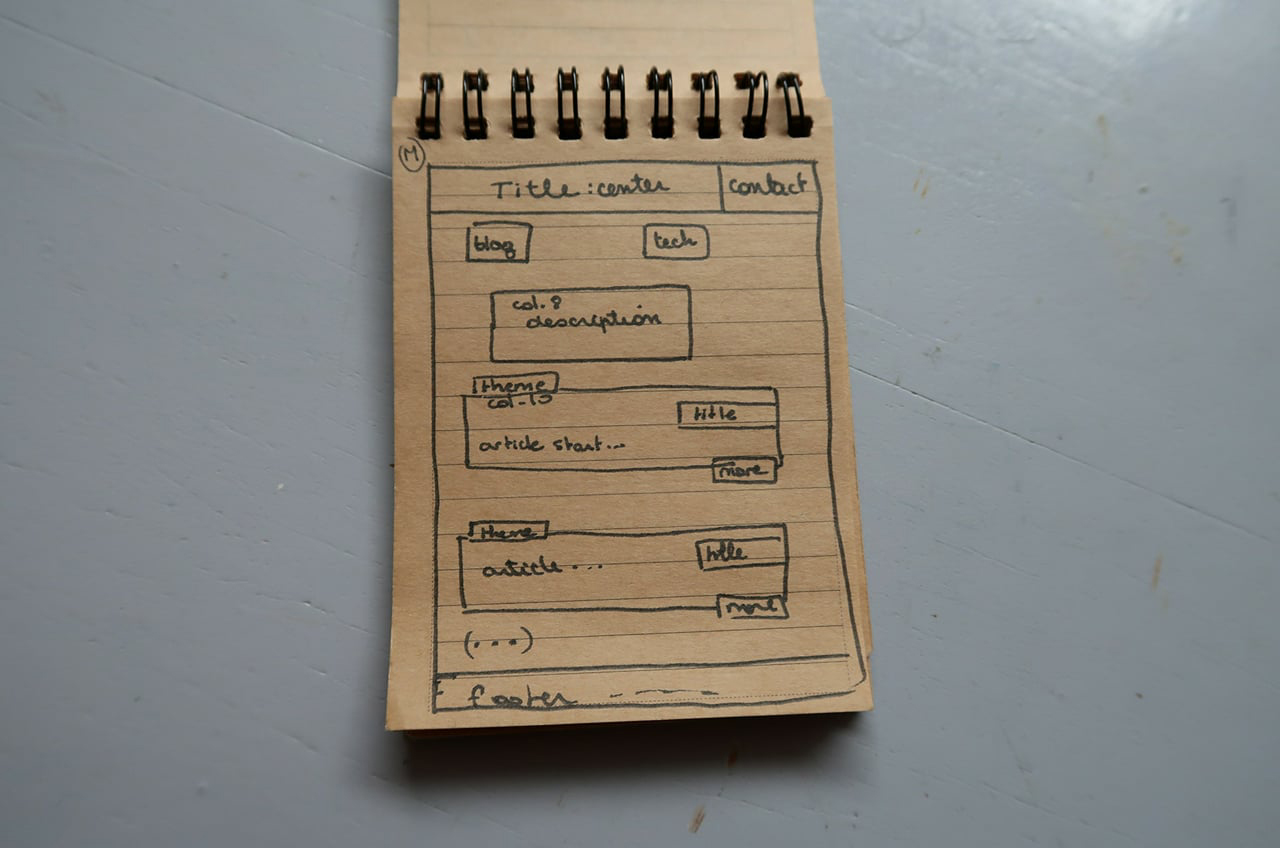 M
Title : center contact
blog tech
col. 8
description
theme
col-10
title
article start...
more
theme
title
article ...
more
(...)
footer